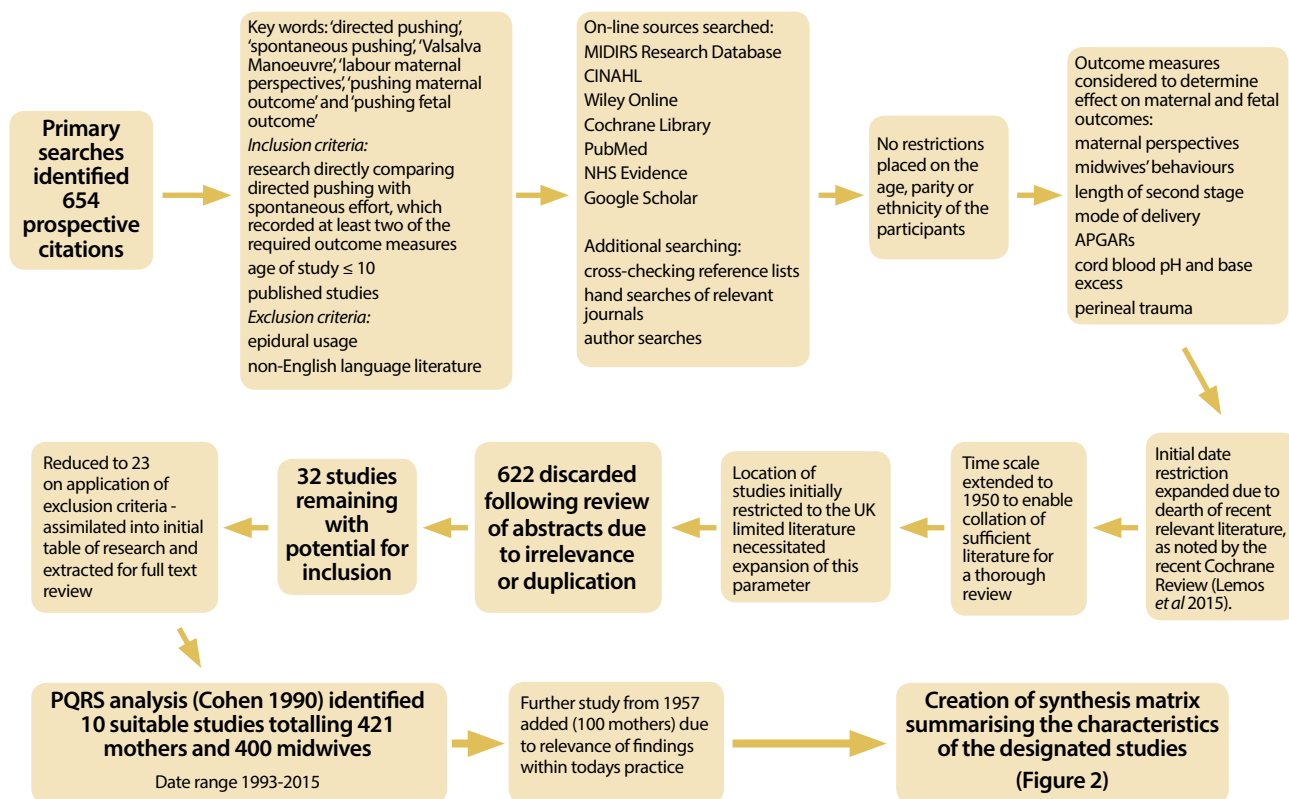 Primary
searches
identified
654
prospective
citations
Key words: ‘directed pushing’,
‘spontaneous pushing’, ‘Valsalva
Manoeuvre’, ‘labour maternal
perspectives’, ‘pushing maternal
outcome’ and ‘pushing fetal
outcome’
Inclusion criteria:
research directly comparing
directed pushing with
spontaneous effort, which
recorded at least two of the
required outcome measures
age of study ≤ 10
published studies
Exclusion criteria:
epidural usage
non-English language literature
On-line sources searched:
MIDIRS Research Database
CINAHL
Wiley Online
Cochrane Library
PubMed
NHS Evidence
Google Scholar
Additional searching:
cross-checking reference lists
hand searches of relevant
journals
author searches
No restrictions
placed on the
age, parity or
ethnicity of the
participants
Outcome measures
considered to determine
effect on maternal and fetal
outcomes:
maternal perspectives
midwives’ behaviours
length of second stage
mode of delivery
APGARs
cord blood pH and base
excess
perineal trauma
Initial date
restriction
expanded due to
dearth of recent
relevant literature,
as noted by the
recent Cochrane
Review (Lemos
et al 2015).
Time scale
extended to
1950 to enable
collation of
sufficient
literature for
a thorough
review
Location of
studies initially
restricted to the UK
limited literature
necessitated
expansion of this
parameter
622 discarded
following review
of abstracts due
to irrelevance
or duplication
32 studies
remaining
with
potential for
inclusion
Reduced to 23
on application of
exclusion criteria -
assimilated into initial
table of research and
extracted for full text
review
PQRS analysis (Cohen 1990) identified
10 suitable studies totalling 421
mothers and 400 midwives
Date range 1993-2015
Further study from 1957
added (100 mothers) due
to relevance of findings
within todays practice
Creation of synthesis matrix
summarising the characteristics
of the designated studies
(Figure 2)